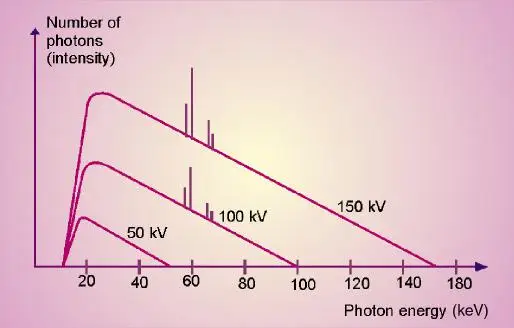 Number of
photons
(intensity)
150 kV
100 kV
50 kV
20 40 60 80 100 120 140 160 180
Photon energy (keV)